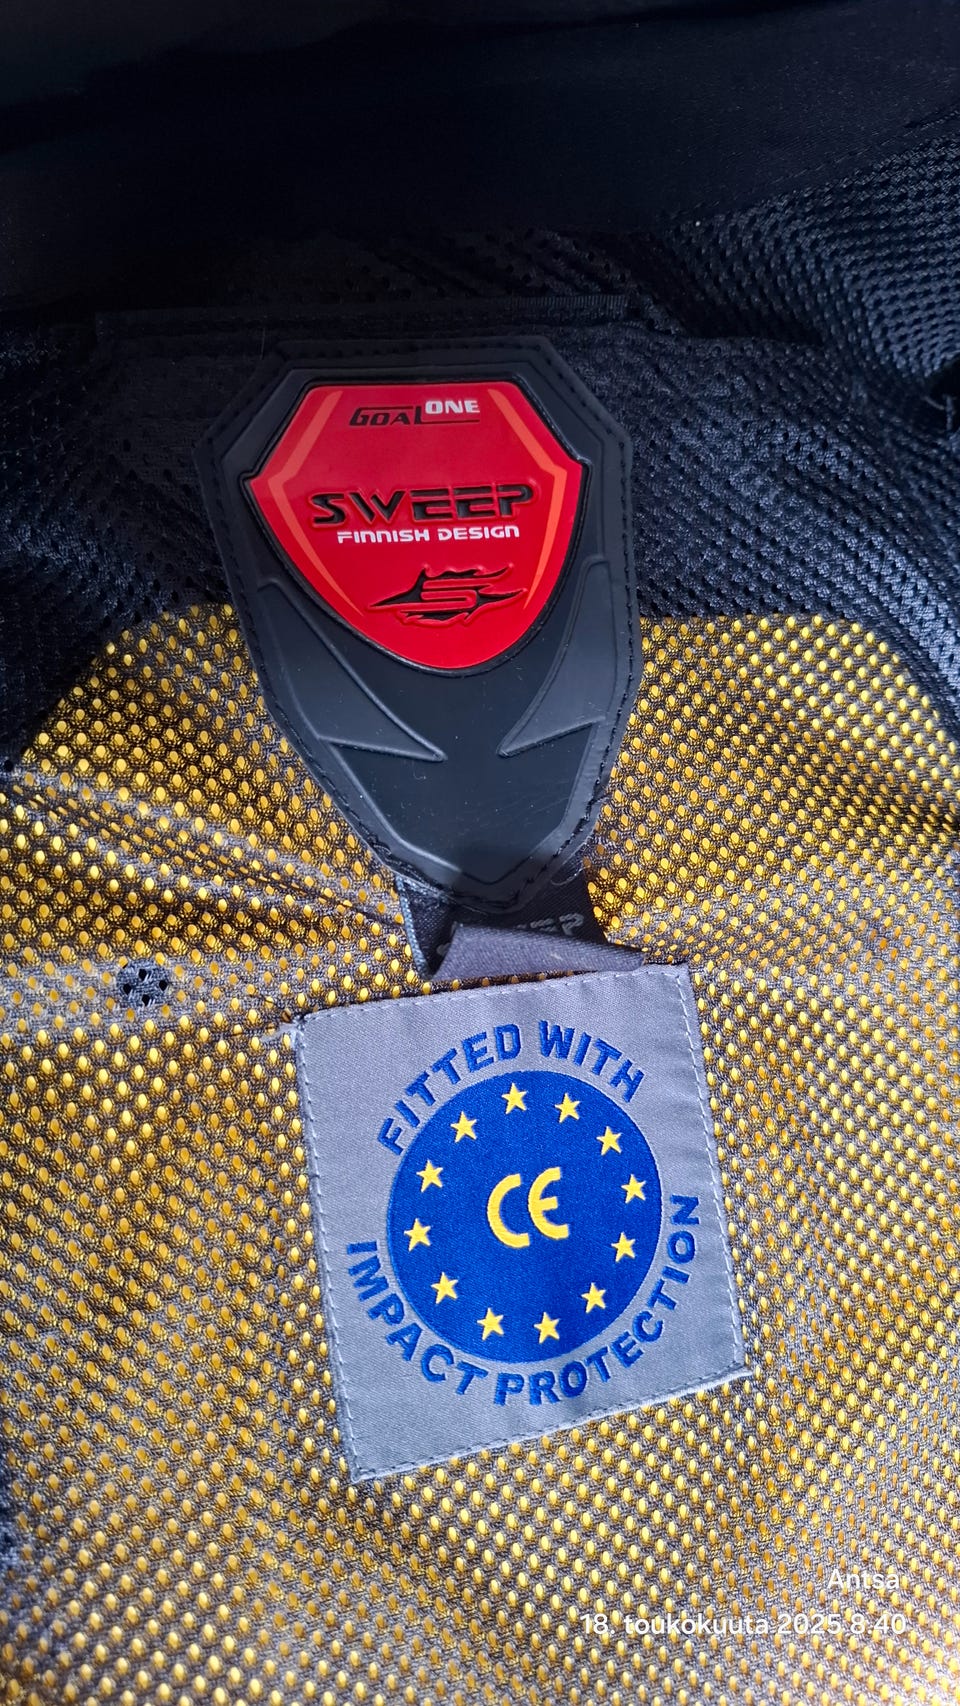 GOAL ONE
SWEEP
FINNISH DESIGN
S
FITTED WITH
CE
IMPACT PROTECTION
Antsa
18. toukokuuta 2025 8.40